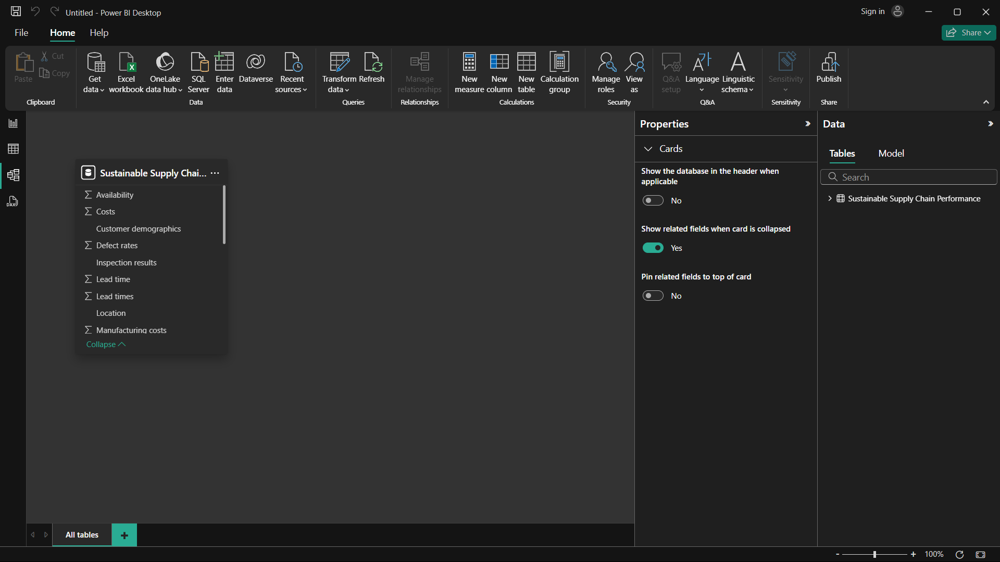 Untitled - Power BI Desktop
Sign in
File
Home
Help
Share
Paste
Cut
Copy
Clipboard
Get data
Excel workbook
OneLake data hub
SQL Server
Enter data
Dataverse
Recent sources
Data
Transform data
Refresh
Queries
Manage relationships
Relationships
New measure
New column
New table
Calculation group
Calculations
Manage roles
View as
Security
Q&A setup
Language
Linguistic schema
Q&A
Sensitivity
Sensitivity
Publish
Share
DAX
Sustainable Supply Chai...
Availability
Costs
Customer demographics
Defect rates
Inspection results
Lead time
Lead times
Location
Manufacturing costs
Collapse
Properties
Cards
Show the database in the header when
applicable
No
Show related fields when card is collapsed
Yes
Pin related fields to top of card
No
Data
Tables
Model
Search
Sustainable Supply Chain Performance
All tables
+
- + 100%